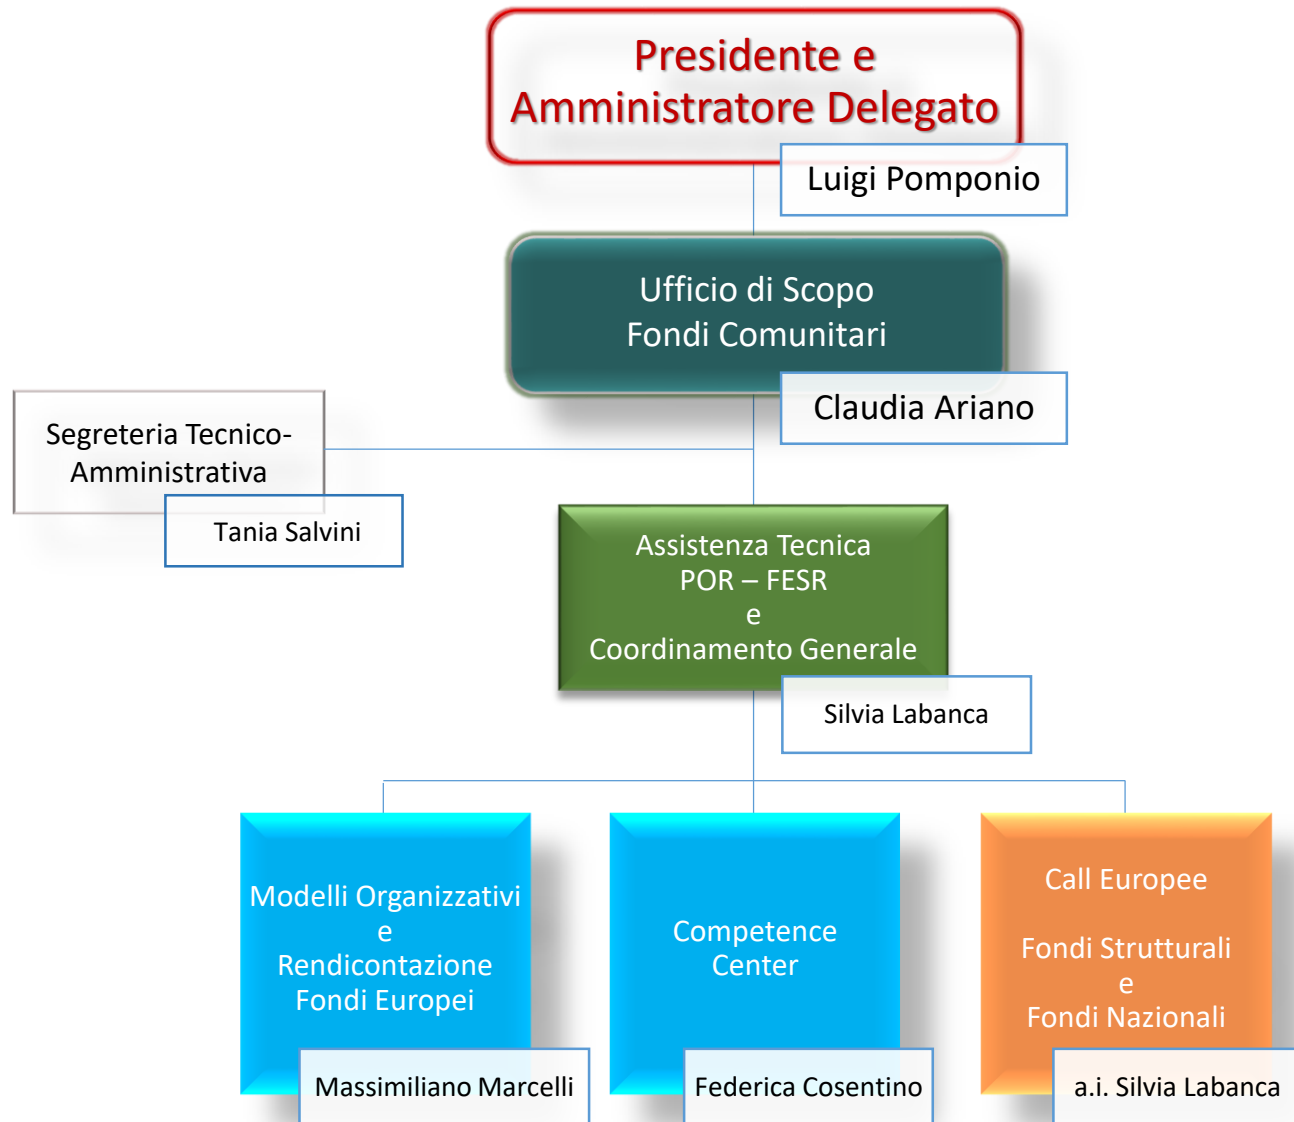 Presidente e
Amministratore Delegato
Luigi Pomponio
Ufficio di Scopo
Fondi Comunitari
Claudia Ariano
Segreteria Tecnico-
Amministrativa
Tania Salvini
Assistenza Tecnica
POR – FESR
e
Coordinamento Generale
Silvia Labanca
Modelli Organizzativi
e
Rendicontazione
Fondi Europei
Massimiliano Marcelli
Competence
Center
Federica Cosentino
Call Europee
Fondi Strutturali
e
Fondi Nazionali
a.i. Silvia Labanca